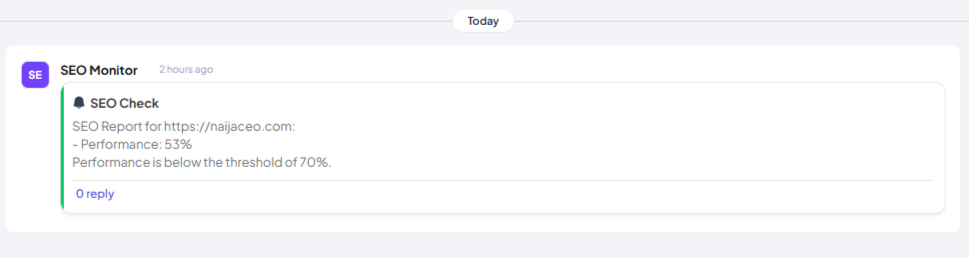 Today
SE
SEO Monitor 2 hours ago
SEO Check
SEO Report for https://naijaceo.com:
- Performance: 53%
Performance is below the threshold of 70%.
0 reply